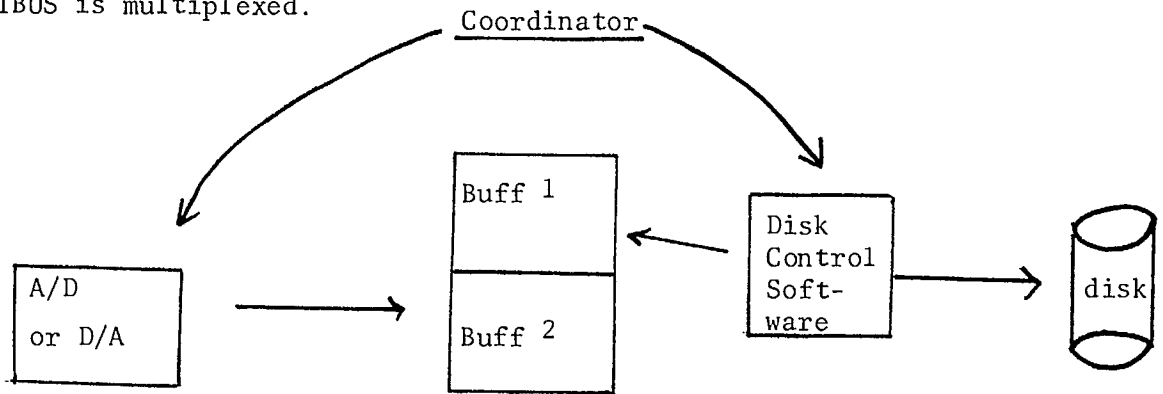 IBUS is multiplexed.
Coordinator
Buff 1
Buff 2
A/D
or D/A
Disk
Control
Soft-
ware
disk